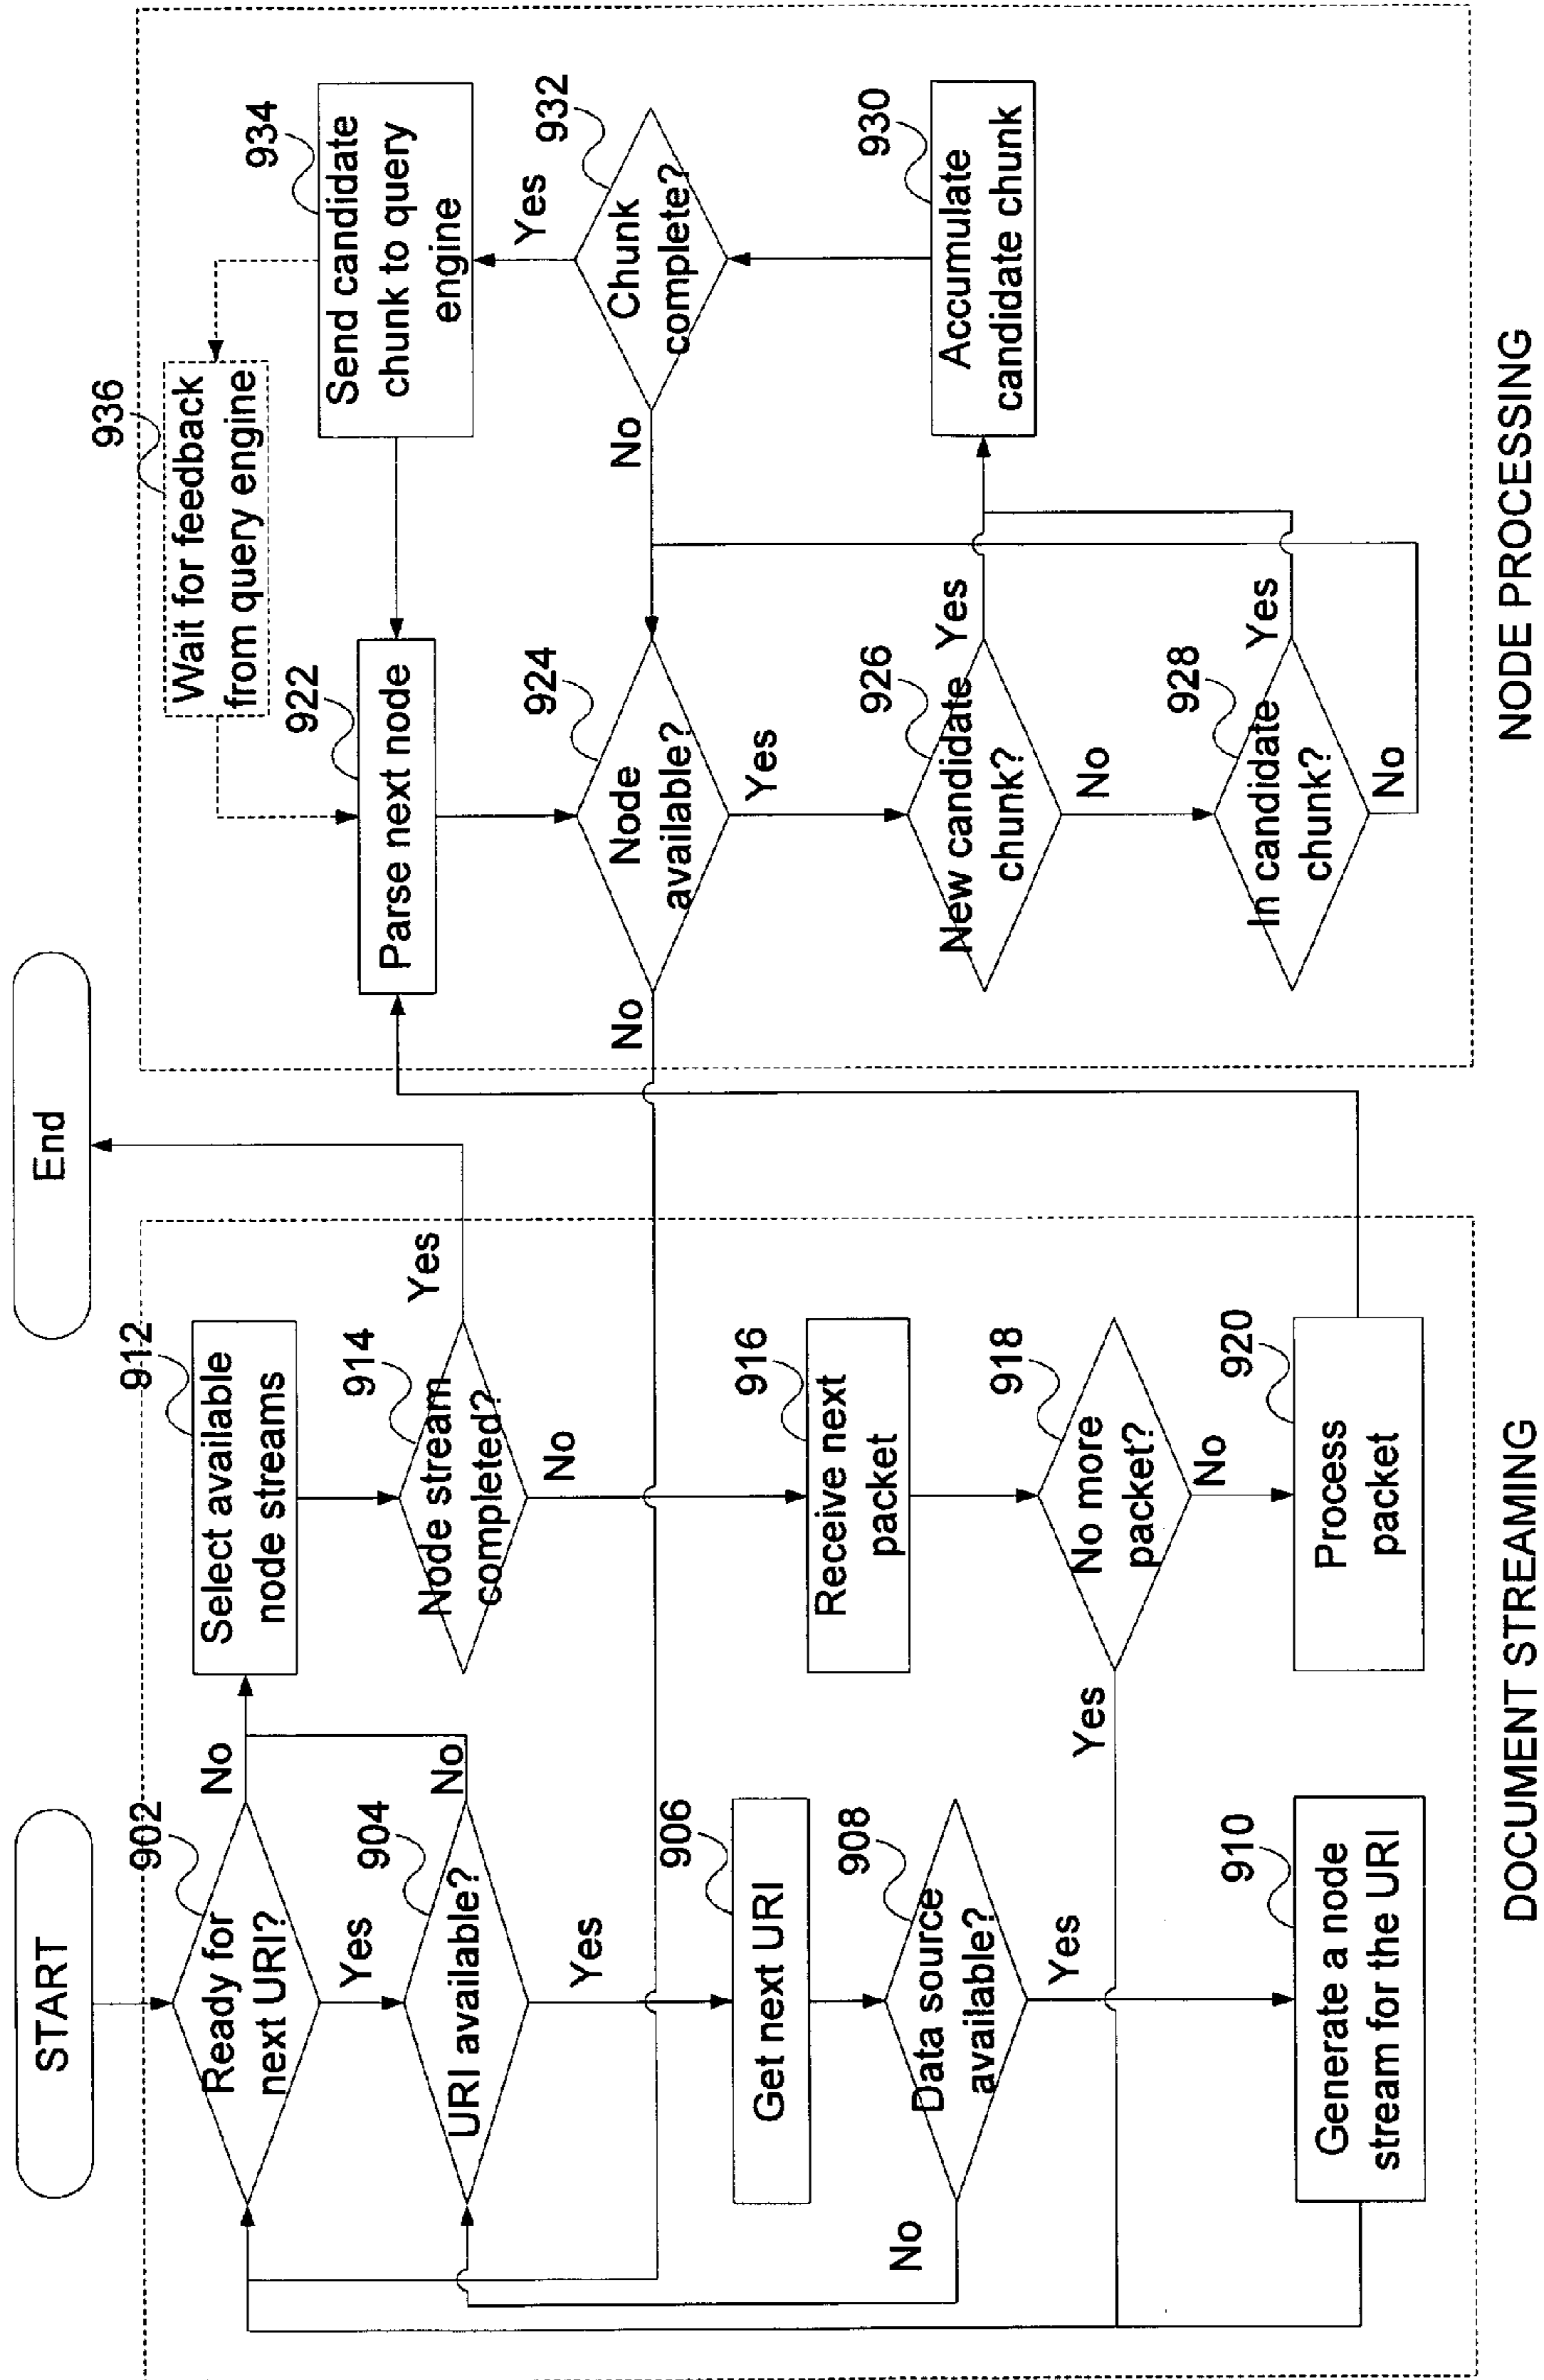 START
902
Ready for
next URI?
No
Yes
904
URI available?
No
Yes
906
Get next URI
908
Data source
available?
No
Yes
910
Generate a node
stream for the URI
912
Select available
node streams
914
Node stream
completed?
Yes
No
916
Receive next
packet
918
No more
packet?
Yes
No
920
Process
packet
DOCUMENT STREAMING
End
936
Wait for feedback
from query engine
922
Parse next node
924
Node
available?
No
Yes
926
New candidate
chunk?
Yes
No
928
In candidate
chunk?
Yes
No
934
Send candidate
chunk to query
engine
Yes
932
Chunk
complete?
No
930
Accumulate
candidate chunk
NODE PROCESSING